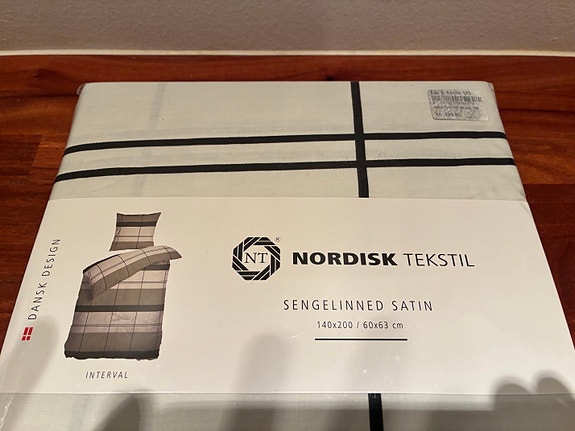 NT
®
NORDISK TEKSTIL
SENGELINNED SATIN
140x200 / 60x63 cm
DANSK DESIGN
INTERVAL